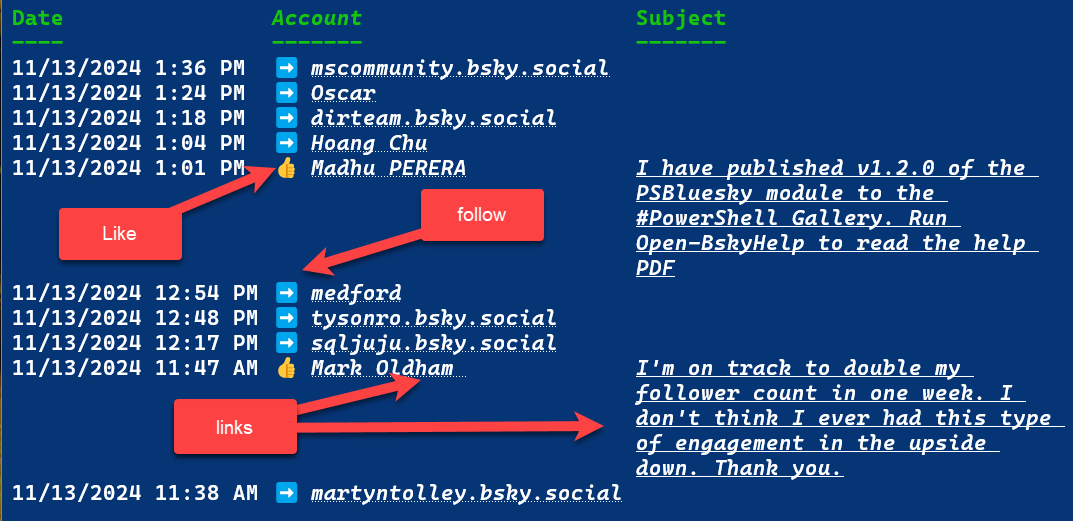 Date Account Subject
---- ------- -------
11/13/2024 1:36 PM ➡️ mscommunity.bsky.social
11/13/2024 1:24 PM ➡️ Oscar
11/13/2024 1:18 PM ➡️ dirteam.bsky.social
11/13/2024 1:04 PM ➡️ Hoang Chu
11/13/2024 1:01 PM 👍 Madhu PERERA I have published v1.2.0 of the
PSBluesky module to the
follow #PowerShell Gallery. Run
Like Open-BskyHelp to read the help
PDF
11/13/2024 12:54 PM ➡️ medford
11/13/2024 12:48 PM ➡️ tysonro.bsky.social
11/13/2024 12:17 PM ➡️ sqljuju.bsky.social
11/13/2024 11:47 AM 👍 Mark Oldham I'm on track to double my
follower count in one week. I
links don't think I ever had this type
of engagement in the upside
down. Thank you.
11/13/2024 11:38 AM ➡️ martyntolley.bsky.social